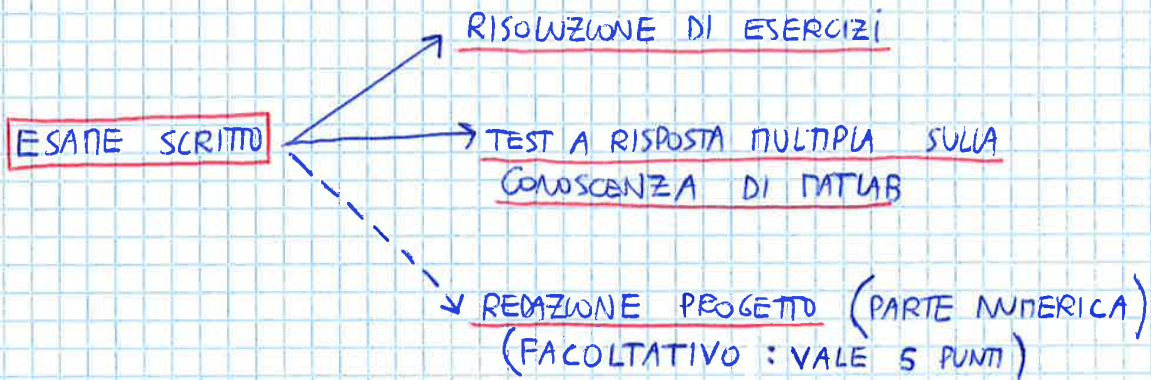 RISOLUZIONE DI ESERCIZI
ESAME SCRITTO
TEST A RISPOSTA MULTIPLA SULLA
CONOSCENZA DI MATLAB
REDAZIONE PROGETTO (PARTE NUMERICA)
(FACOLTATIVO : VALE 5 PUNTI)